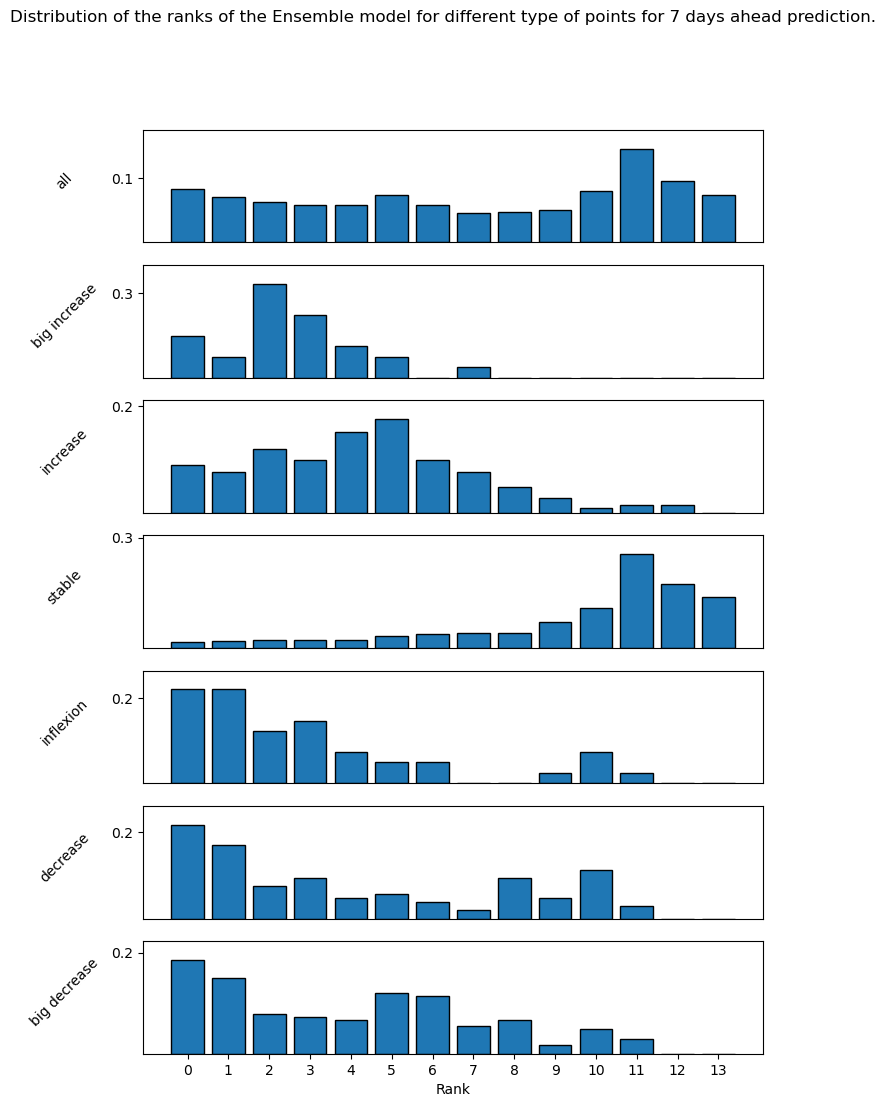 Distribution of the ranks of the Ensemble model for different type of points for 7 days ahead prediction.
all
0.1
big increase
0.3
increase
0.2
stable
0.3
inflexion
0.2
decrease
0.2
big decrease
0.2
0 1 2 3 4 5 6 7 8 9 10 11 12 13
Rank